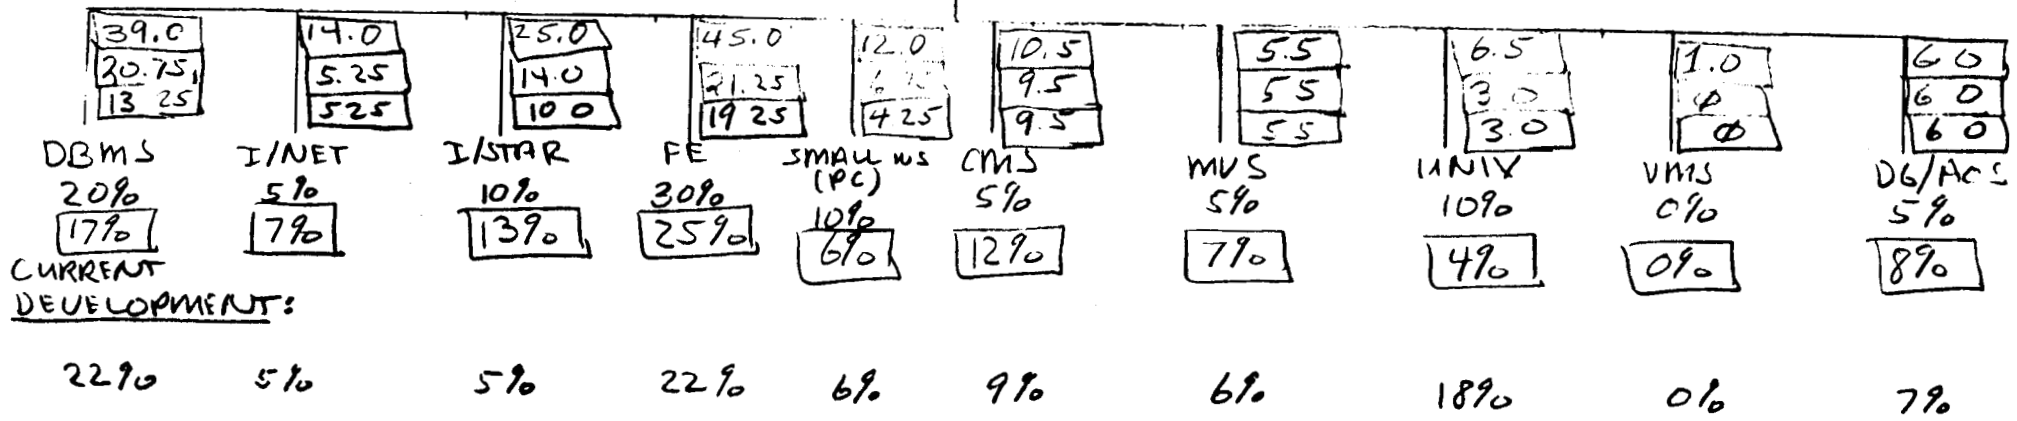 39.0 14.0 25.0 45.0 12.0 10.5 5.5 6.5 1.0 6 0
20.75 5.25 14.0 21.25 9.5 5 5 3 0 φ 6 0
13 25 5 25 10 0 19 25 4 25 9.5 5 5 3.0 φ 6 0
DBMS I/NET I/STAR FE SMALL INS (PC) CMS MVS UNIX VMS DG/AOS
20% 5% 10% 30% 10% 5% 5% 10% 0% 5%
17% 7% 13% 25% 6% 12% 7% 4% 0% 8%
CURRENT
DEVELOPMENT:
22% 5% 5% 22% 6% 9% 6% 18% 0% 7%